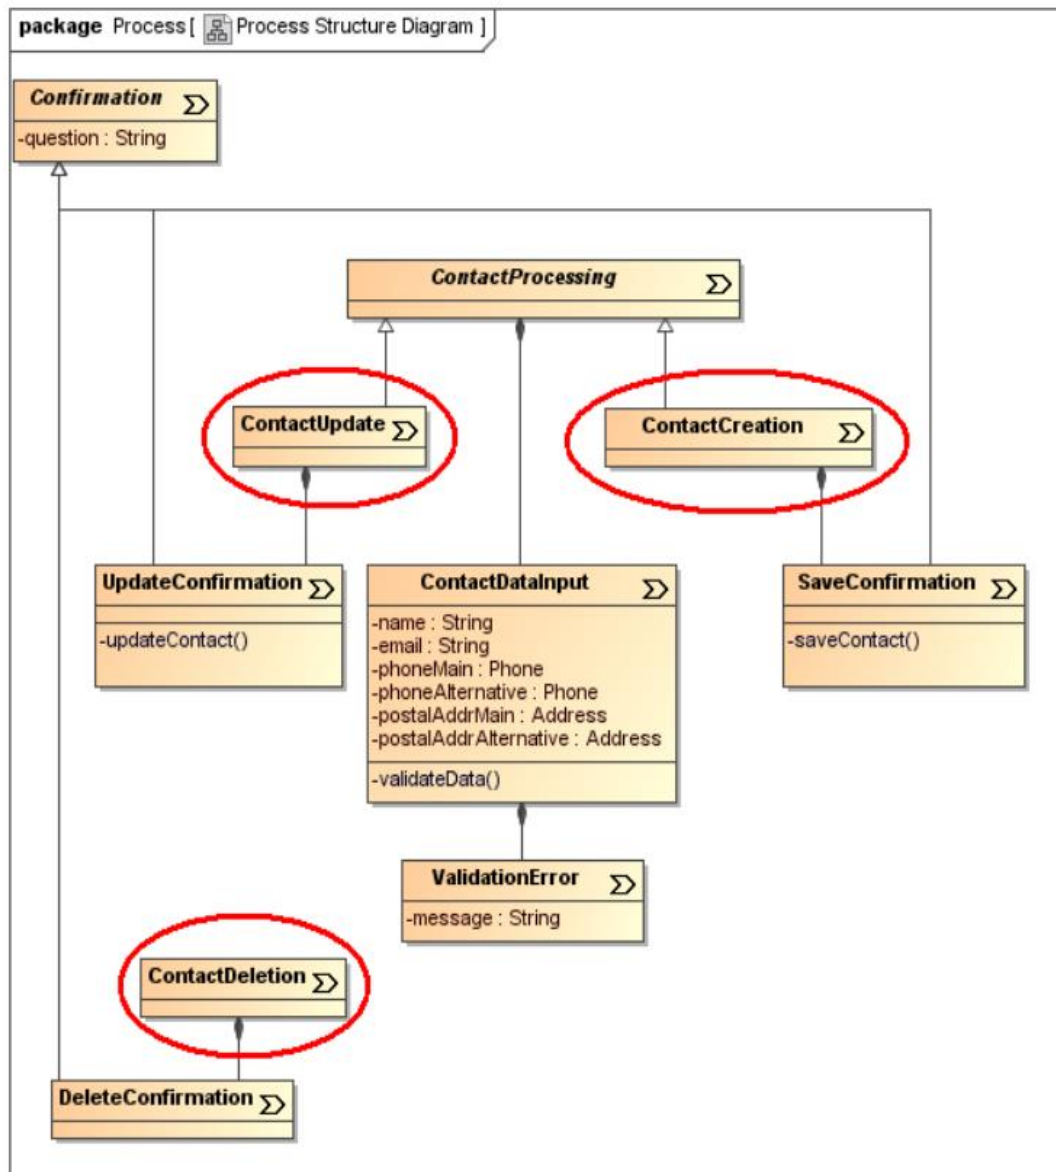 package Process [ Process Structure Diagram ]
Confirmation
-question : String
ContactProcessing
ContactUpdate
ContactCreation
UpdateConfirmation
-updateContact()
ContactDataInput
-name : String
-email : String
-phoneMain : Phone
-phoneAlternative : Phone
-postalAddrMain : Address
-postalAddrAlternative : Address
-validateData()
SaveConfirmation
-saveContact()
ValidationError
-message : String
ContactDeletion
DeleteConfirmation